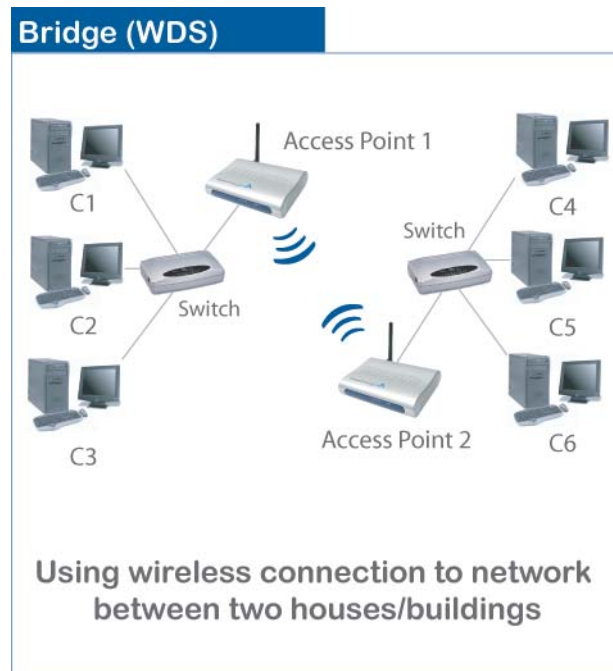 Bridge (WDS)
Access Point 1
C1
C4
Switch
C2
Switch
C5
Access Point 2
C3
C6
Using wireless connection to network
between two houses/buildings